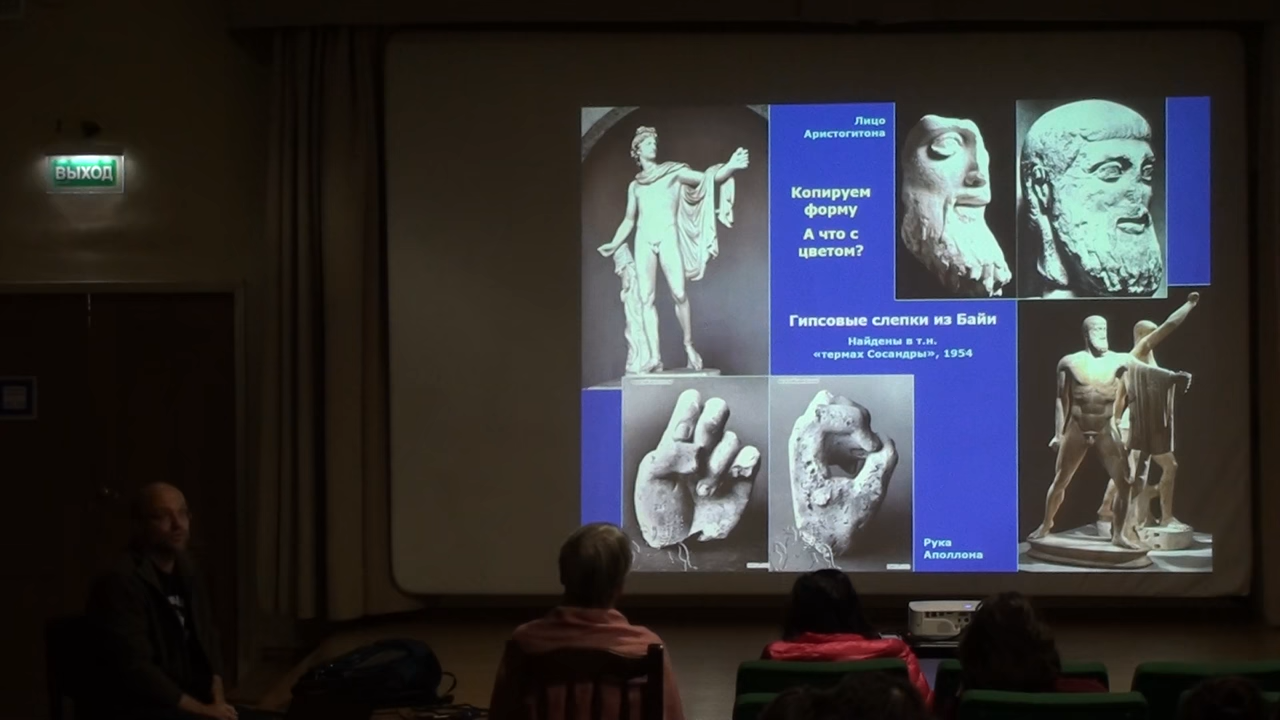 ВЫХОД
Лицо
Аристогитона
Копируем
форму
А что с
цветом?
Гипсовые слепки из Байи
Найдены в т.н.
«термах Сосандры», 1954
Рука
Аполлона